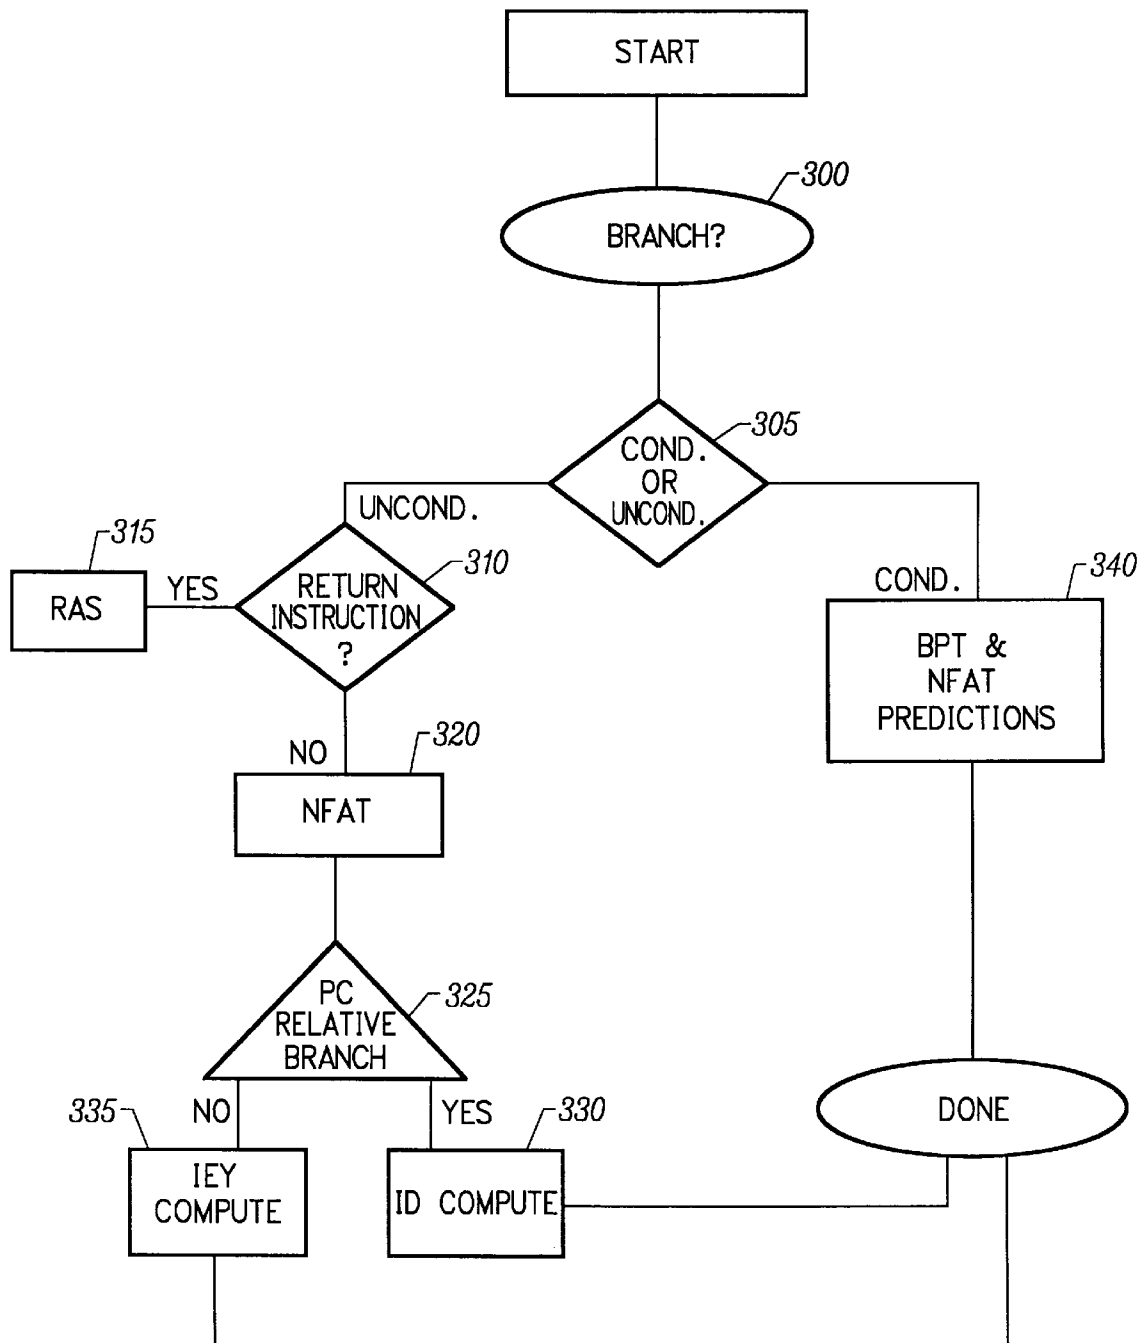 START
300
BRANCH?
305
COND.
OR
UNCOND.
UNCOND.
315
310
340
YES
COND.
RAS
RETURN
INSTRUCTION
?
BPT &
NFAT
PREDICTIONS
320
NO
NFAT
325
PC
RELATIVE
BRANCH
335
NO
YES
330
DONE
IEY
COMPUTE
ID COMPUTE